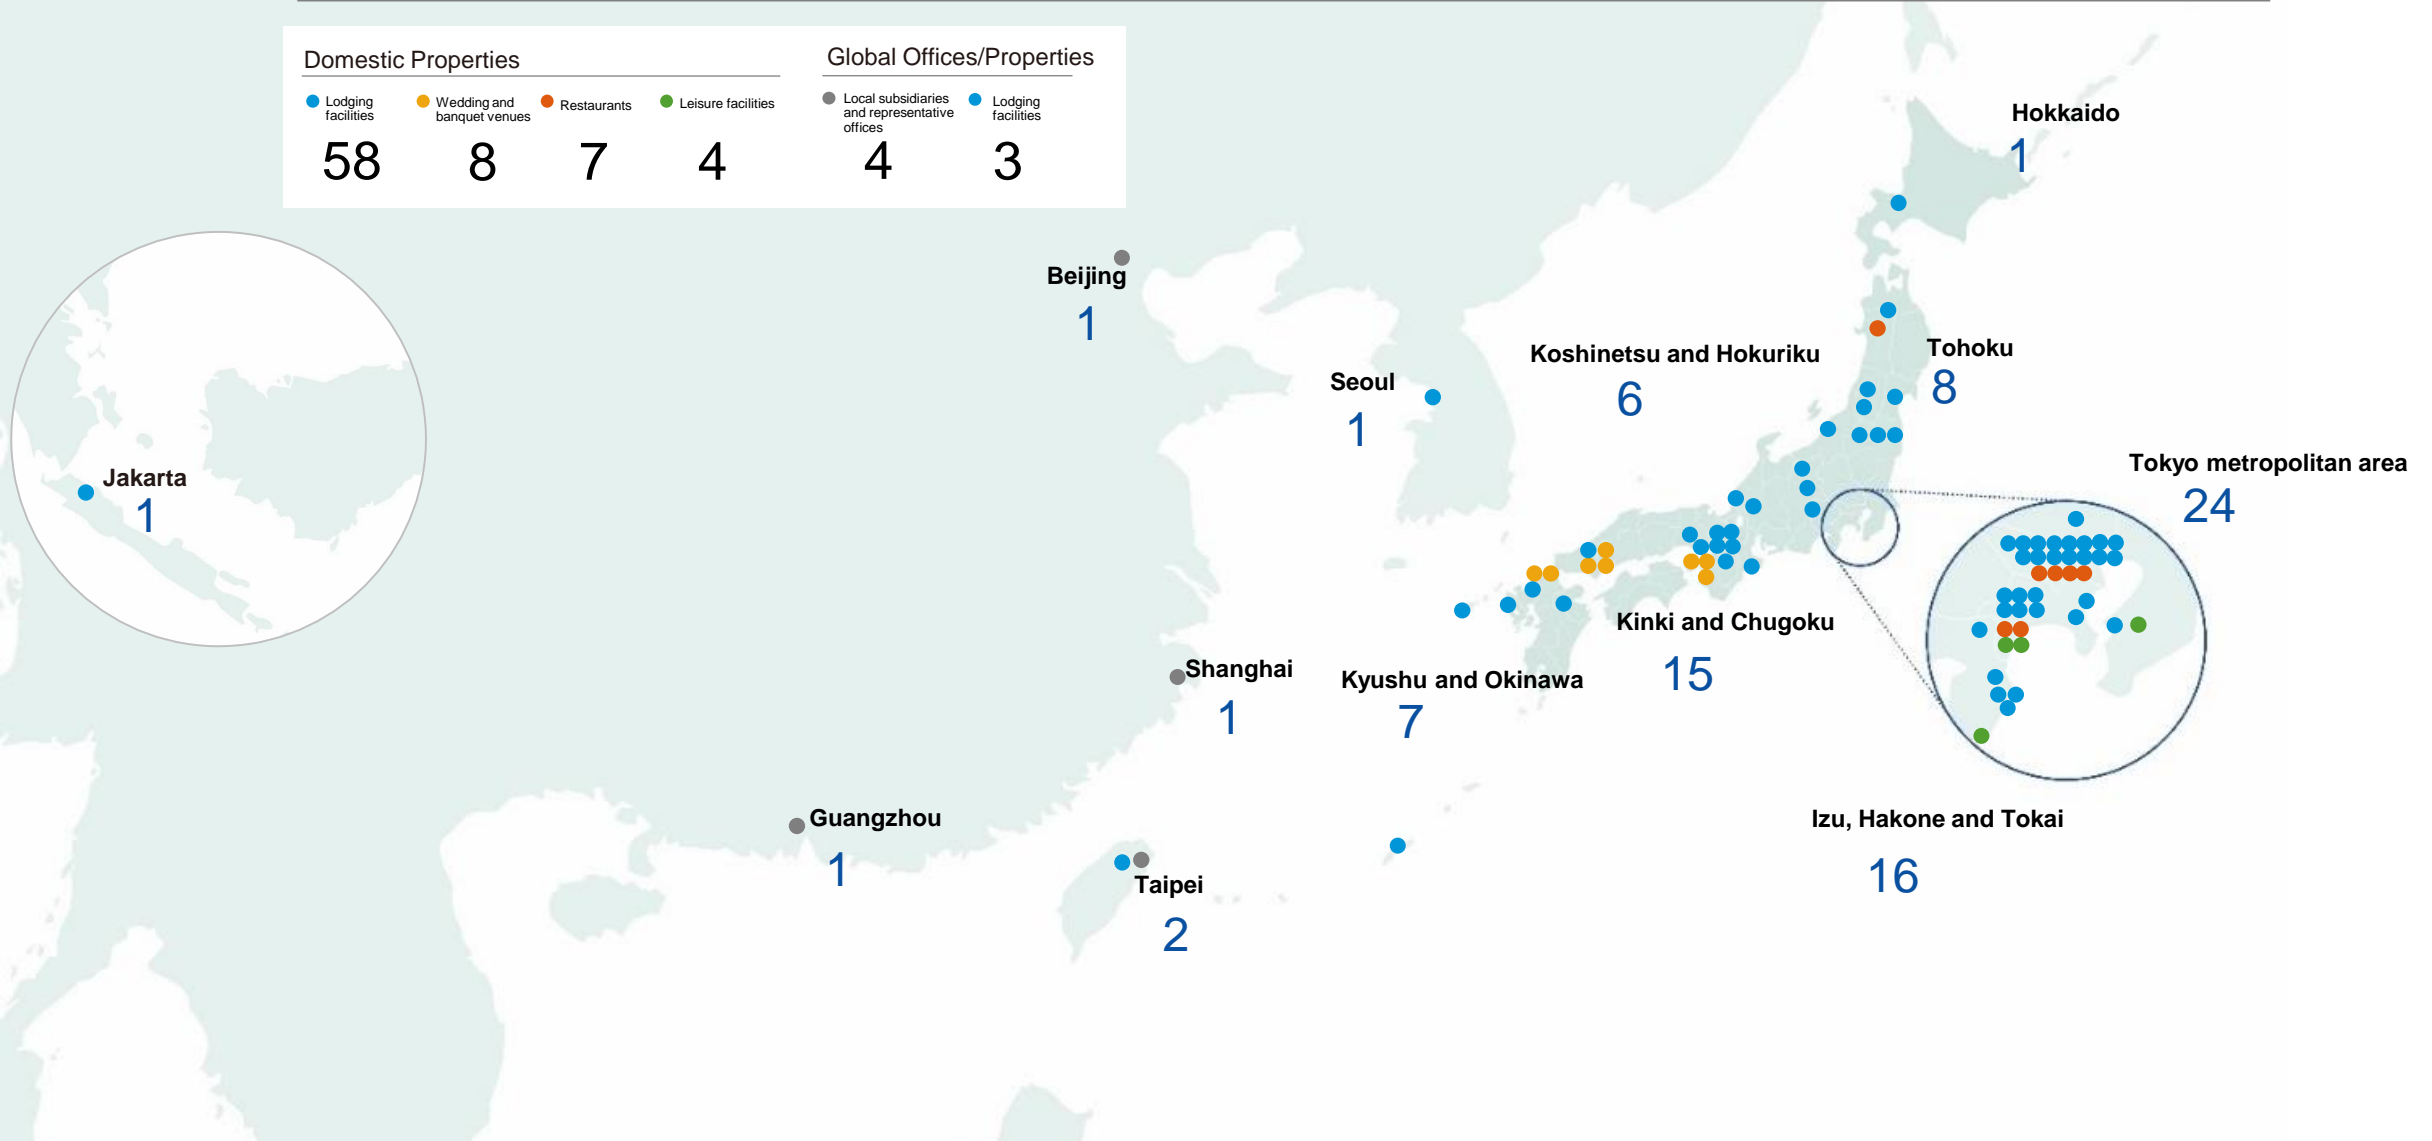 Domestic Properties
Global Offices/Properties
Lodging
facilities
58
Wedding and
banquet venues
8
Restaurants
7
Leisure facilities
4
Local subsidiaries
and representative
offices
4
Lodging
facilities
3
Hokkaido
1
Beijing
1
Koshinetsu and Hokuriku
6
Tohoku
8
Seoul
1
Tokyo metropolitan area
24
Jakarta
1
Kinki and Chugoku
15
Shanghai
1
Kyushu and Okinawa
7
Guangzhou
1
Izu, Hakone and Tokai
16
Taipei
2